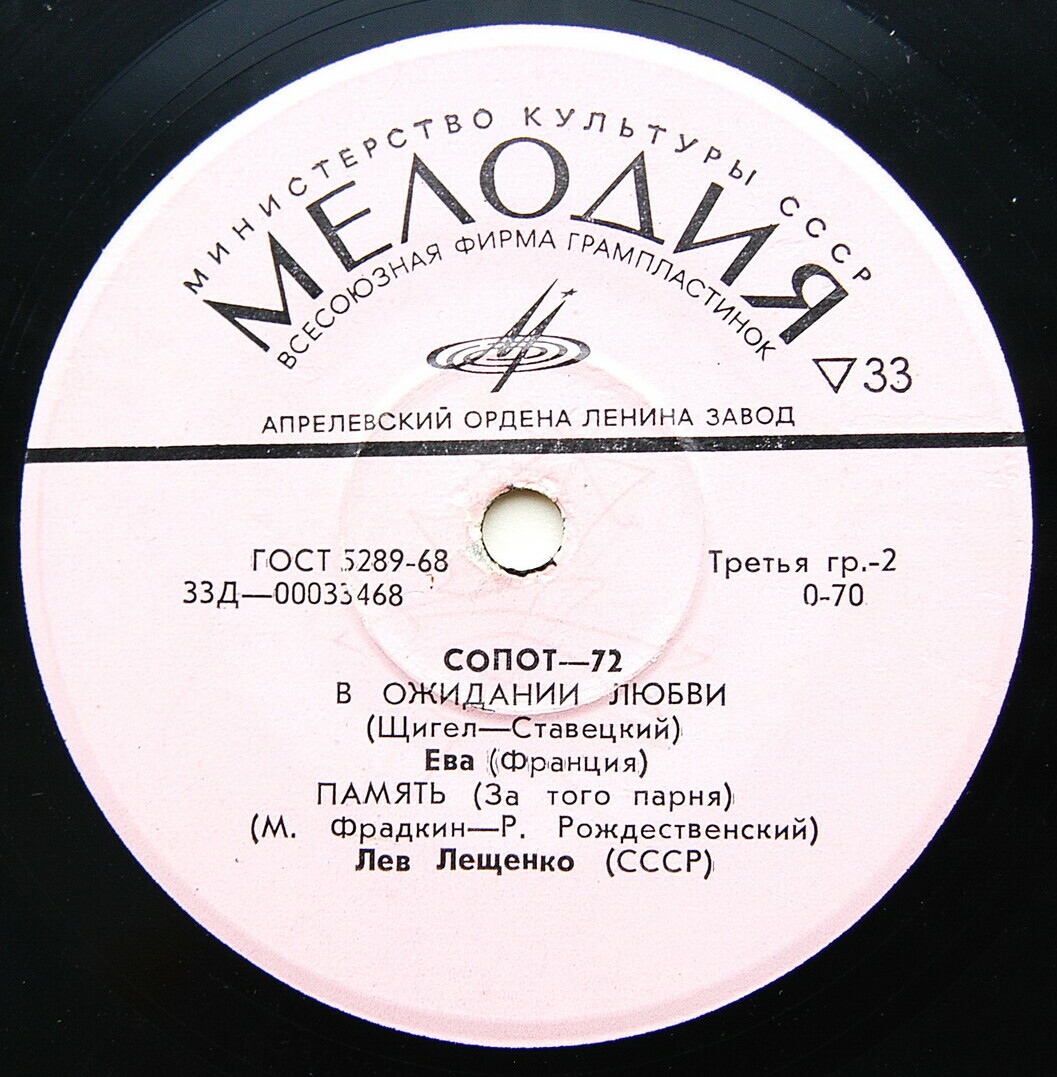 МИНИСТЕРСТВО КУЛЬТУРЫ СССР
МЕЛОДИЯ
ВСЕСОЮЗНАЯ ФИРМА ГРАМПЛАСТИНОК
33
АПРЕЛЕВСКИЙ ОРДЕНА ЛЕНИНА ЗАВОД
ГОСТ 5289-68
Третья гр.-2
33Д—00033468
0-70
СОПОТ—72
В ОЖИДАНИИ ЛЮБВИ
(Щигел—Ставецкий)
Ева (Франция)
ПАМЯТЬ (За того парня)
(М. Фрадкин—Р. Рождественский)
Лев Лещенко (СССР)